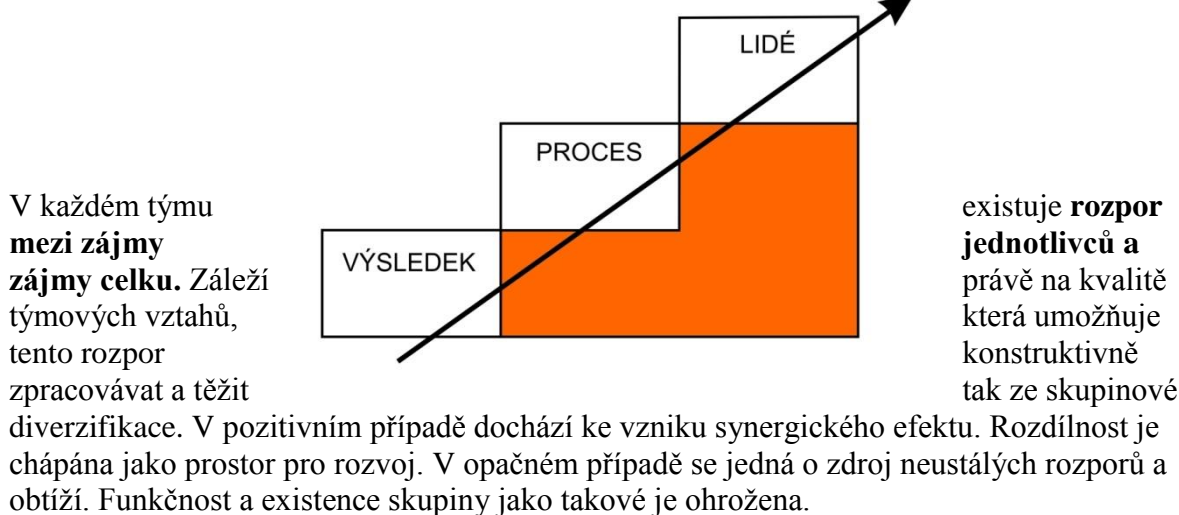 LIDÉ
PROCES
VÝSLEDEK
V každém týmu existuje rozpor
mezi zájmy jednotlivců a
zájmy celku. Záleží právě na kvalitě
týmových vztahů, která umožňuje
tento rozpor konstruktivně
zpracovávat a těžit tak ze skupinové
diverzifikace. V pozitivním případě dochází ke vzniku synergického efektu. Rozdílnost je
chápána jako prostor pro rozvoj. V opačném případě se jedná o zdroj neustálých rozporů a
obtíží. Funkčnost a existence skupiny jako takové je ohrožena.